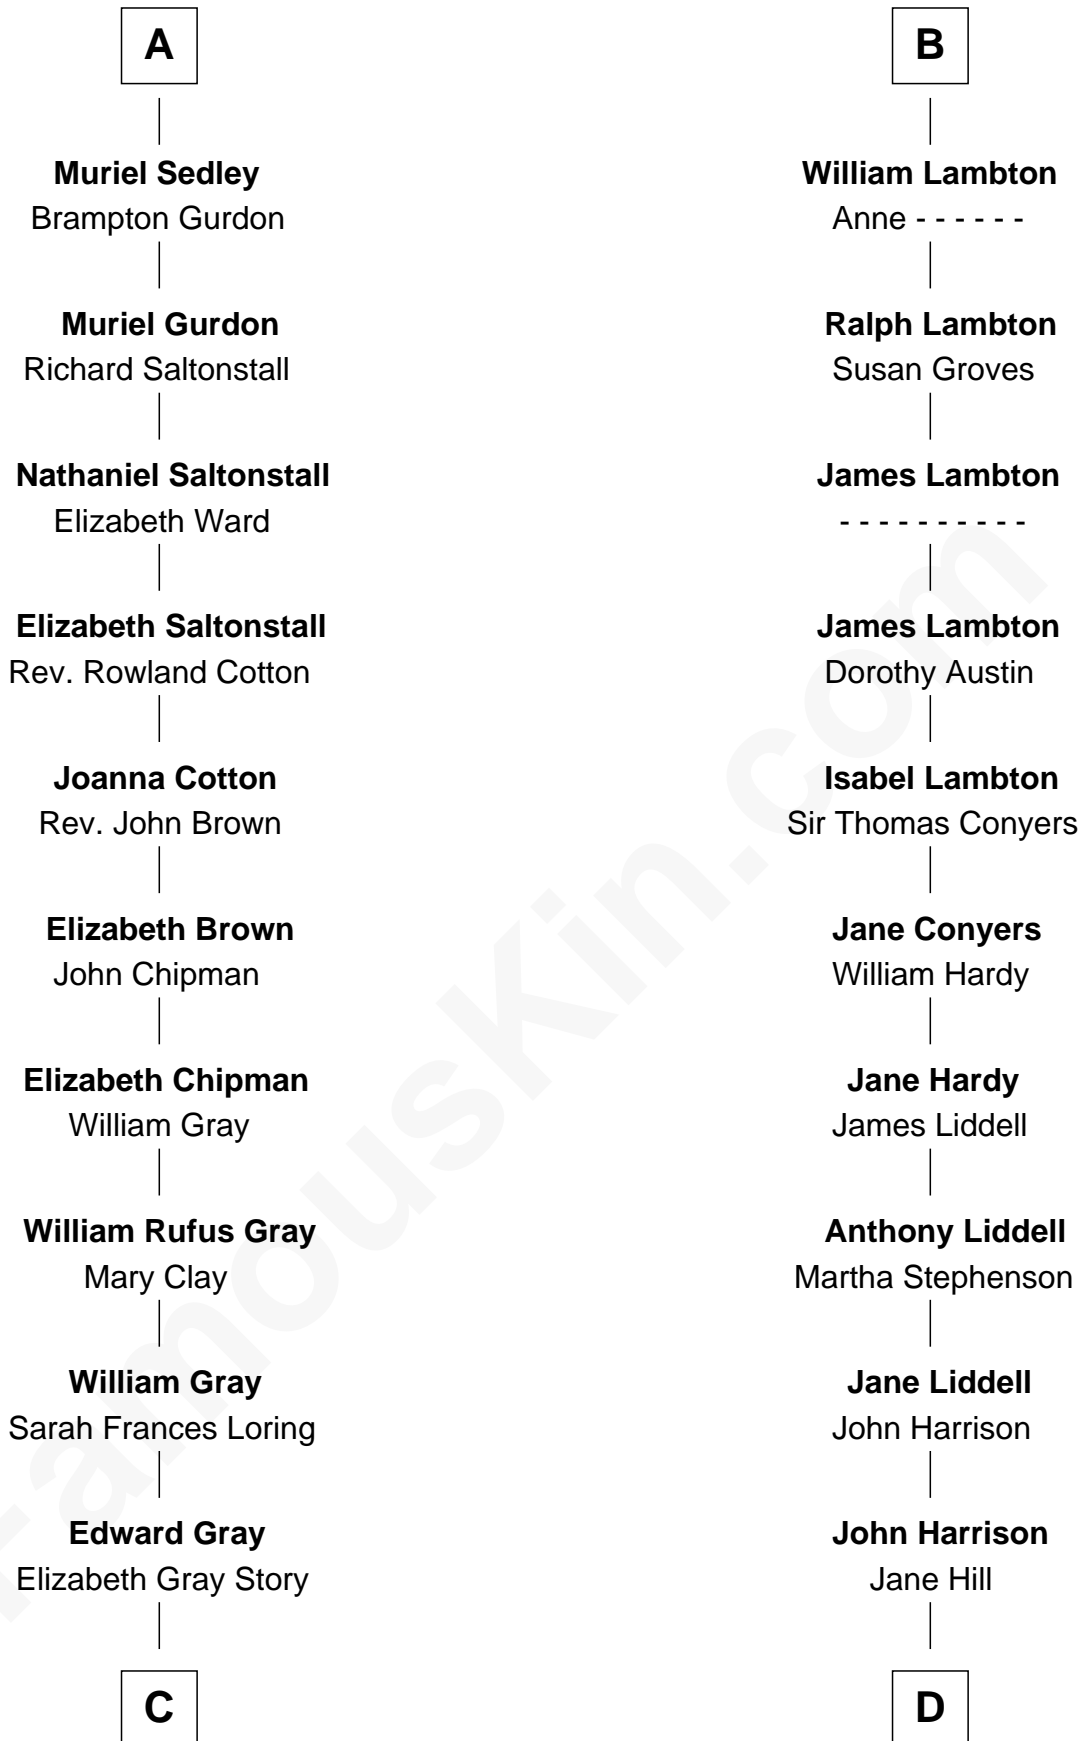 A
Muriel Sedley
Brampton Gurdon
Muriel Gurdon
Richard Saltonstall
Nathaniel Saltonstall
Elizabeth Ward
Elizabeth Saltonstall
Rev. Rowland Cotton
Joanna Cotton
Rev. John Brown
Elizabeth Brown
John Chipman
Elizabeth Chipman
William Gray
William Rufus Gray
Mary Clay
William Gray
Sarah Frances Loring
Edward Gray
Elizabeth Gray Story
C
B
William Lambton
Anne - - - - - -
Ralph Lambton
Susan Groves
James Lambton
- - - - - - - - - -
James Lambton
Dorothy Austin
Isabel Lambton
Sir Thomas Conyers
Jane Conyers
William Hardy
Jane Hardy
James Liddell
Anthony Liddell
Martha Stephenson
Jane Liddell
John Harrison
John Harrison
Jane Hill
D
FamousKin.com